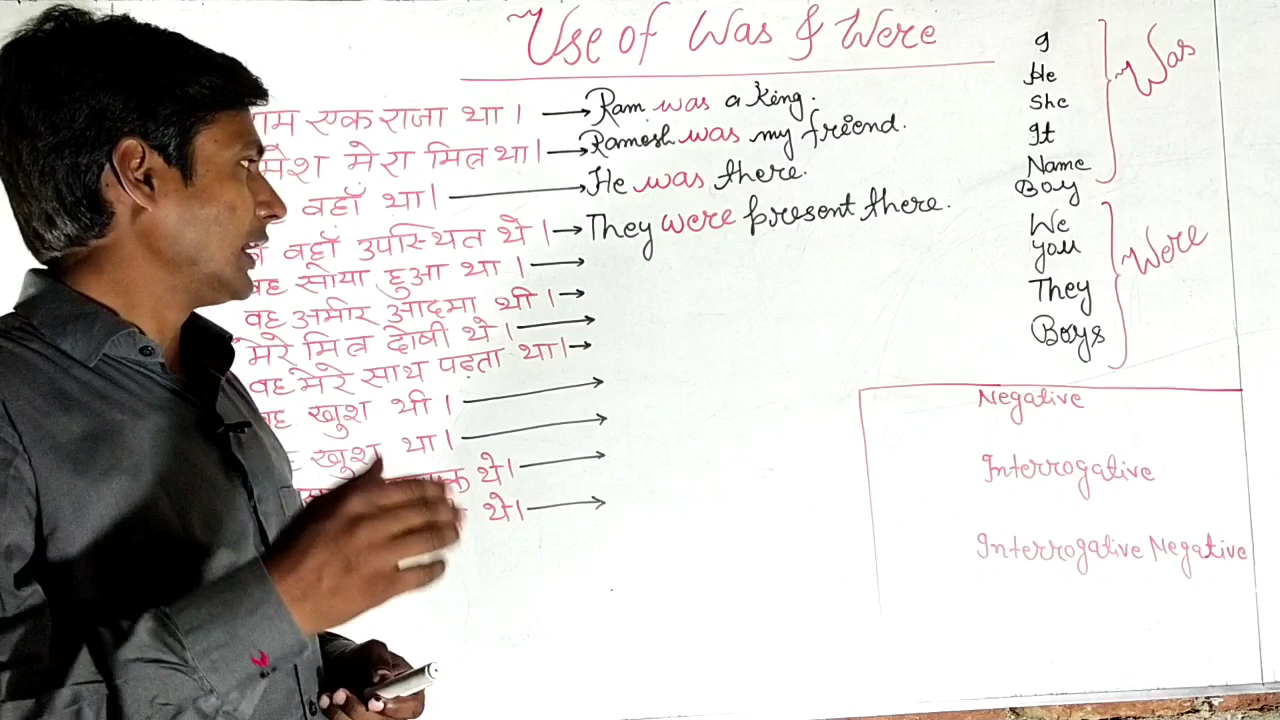 Use of Was & Were
राजा था। → Ram was a king.
मेरा मित्र था। → Ramesh was my friend.
वहाँ था। → He was there.
वहाँ उपस्थित थे। → They were present there.
वह सोया हुआ था। →
वह अमीर आदमी थी। →
मेरे मित्र दोषी थे। →
वह मेरे साथ पढ़ता था। →
खुश थी। →
खुश था। →
थे। →
थे। →
I
He
She
It
Name
Boy
Was
We
you
They
Boys
Were
Negative
Interrogative
Interrogative Negative